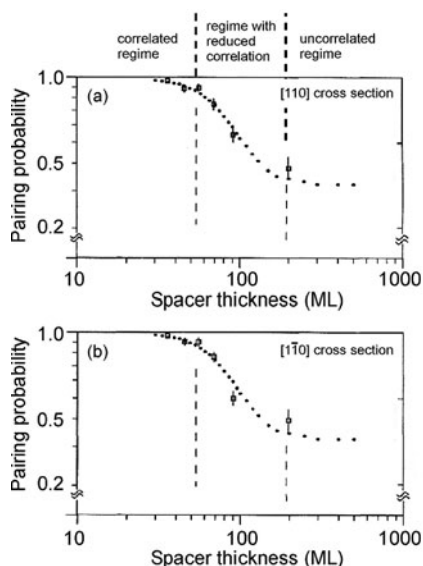 correlated
regime
regime with
reduced
correlation
uncorrelated
regime
(a)
[110] cross section
Pairing probability
1.0
0.5
0.2
10
100
1000
Spacer thickness (ML)
(b)
[11̅0] cross section
Pairing probability
1.0
0.5
0.2
10
100
1000
Spacer thickness (ML)